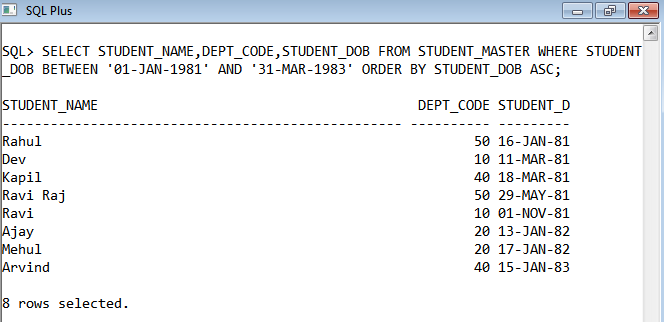 SQL Plus
SQL> SELECT STUDENT_NAME,DEPT_CODE,STUDENT_DOB FROM STUDENT_MASTER WHERE STUDENT
_DOB BETWEEN '01-JAN-1981' AND '31-MAR-1983' ORDER BY STUDENT_DOB ASC;
STUDENT_NAME DEPT_CODE STUDENT_D
-------------------------------------------------- ---------- ---------
Rahul 50 16-JAN-81
Dev 10 11-MAR-81
Kapil 40 18-MAR-81
Ravi Raj 50 29-MAY-81
Ravi 10 01-NOV-81
Ajay 20 13-JAN-82
Mehul 20 17-JAN-82
Arvind 40 15-JAN-83
8 rows selected.